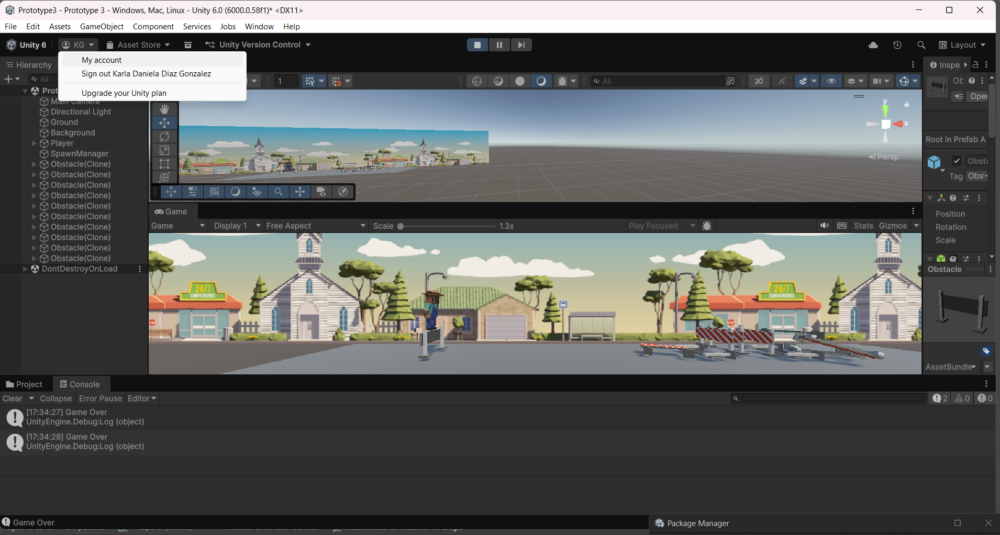 Prototype3 - Prototype 3 - Windows, Mac, Linux - Unity 6.0 (6000.0.58f1)* <DX11>
File Edit Assets GameObject Component Services Jobs Window Help
Unity 6 KG Asset Store Unity Version Control Layout
My account
Sign out Karla Daniela Diaz Gonzalez
Upgrade your Unity plan
Hierarchy
All
Prot
Main Camera
Directional Light
Ground
Background
Player
SpawnManager
Obstacle(Clone)
Obstacle(Clone)
Obstacle(Clone)
Obstacle(Clone)
Obstacle(Clone)
Obstacle(Clone)
Obstacle(Clone)
Obstacle(Clone)
Obstacle(Clone)
Obstacle(Clone)
DontDestroyOnLoad
1 All 2D
y
x
Persp
Game
Game Display 1 Free Aspect Scale 1.3x Play Focused Stats Gizmos
24/7
CONVENIENCE
STOP
24/7
CONVENIENCE
STOP
Inspe
Ob
Oper
Root in Prefab A
Obsta
Tag Obst
Position
Rotation
Scale
Obstacle
AssetBundle
Project Console
Clear Collapse Error Pause Editor 2 0 0
[17:34:27] Game Over
UnityEngine.Debug:Log (object)
[17:34:28] Game Over
UnityEngine.Debug:Log (object)
Game Over
Package Manager